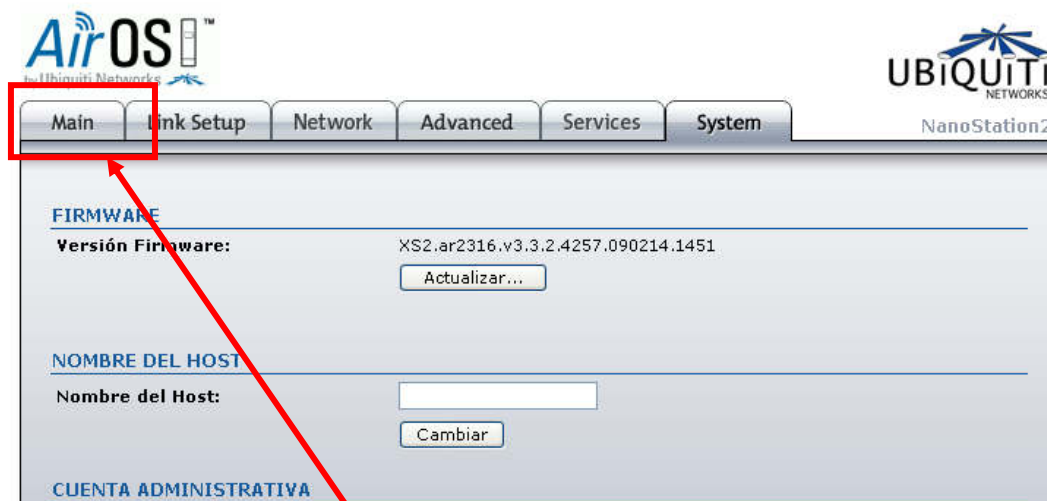 AirOS™
by Ubiquiti Networks
UBiQUiTi
NETWORKS
Main Link Setup Network Advanced Services System
NanoStation2
FIRMWARE
Versión Firmware: XS2.ar2316.v3.3.2.4257.090214.1451
Actualizar...
NOMBRE DEL HOST
Nombre del Host:
Cambiar
CUENTA ADMINISTRATIVA